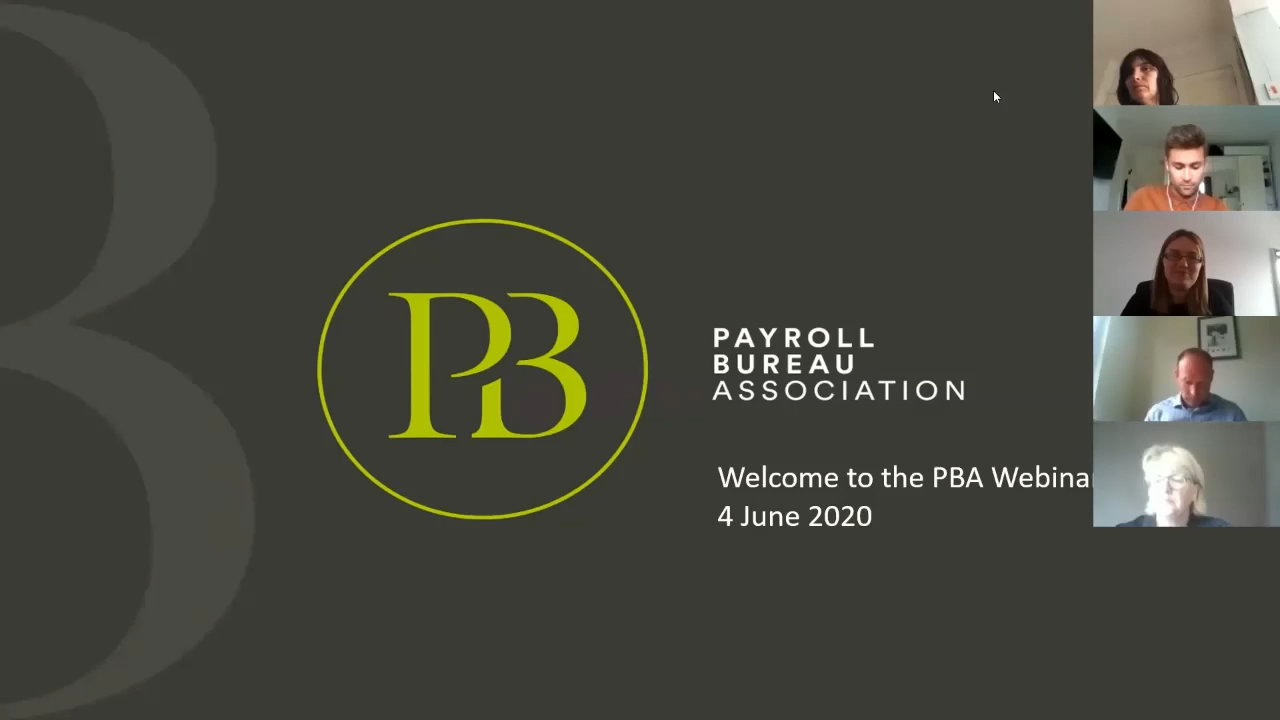 PB
PAYROLL
BUREAU
ASSOCIATION
Welcome to the PBA Webina
4 June 2020